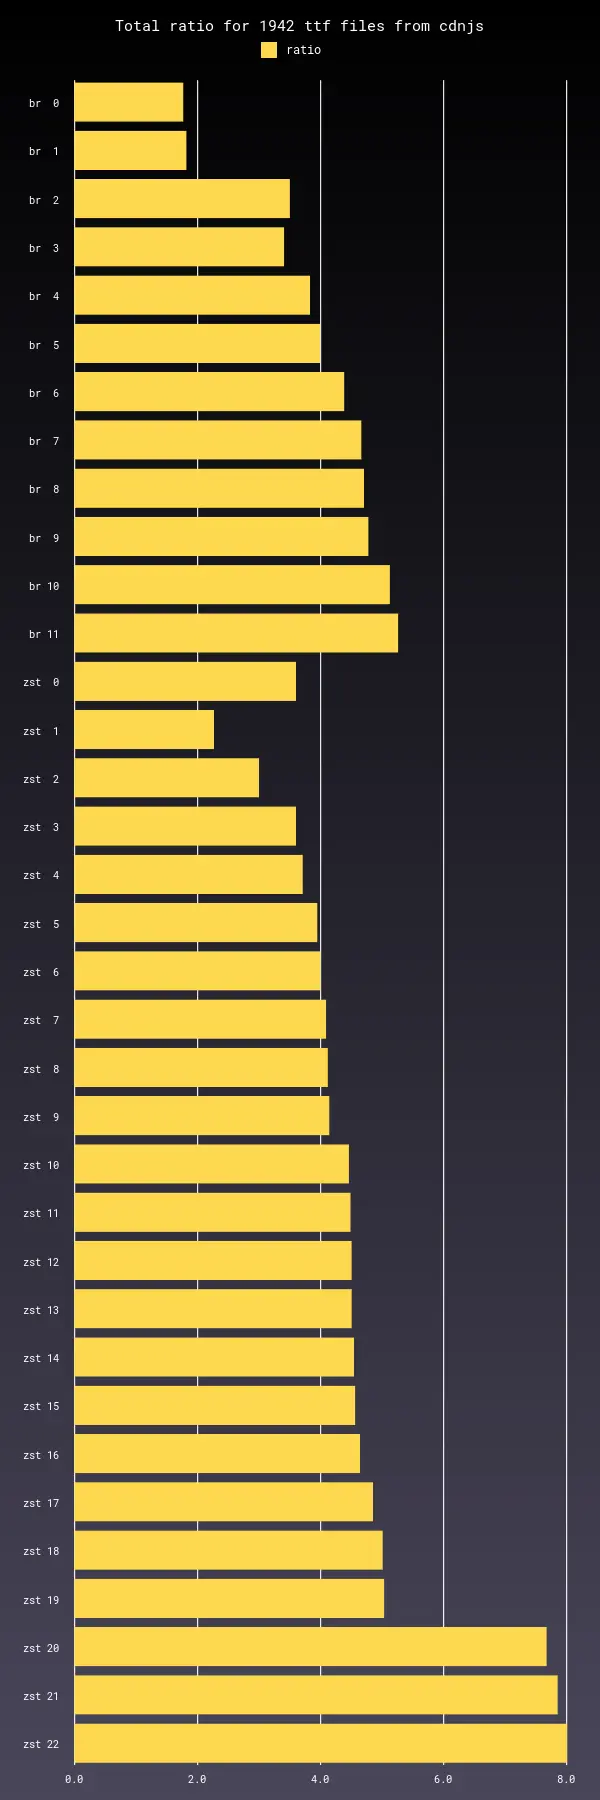 Total ratio for 1942 ttf files from cdnjs
ratio
br  0
br  1
br  2
br  3
br  4
br  5
br  6
br  7
br  8
br  9
br 10
br 11
zst  0
zst  1
zst  2
zst  3
zst  4
zst  5
zst  6
zst  7
zst  8
zst  9
zst 10
zst 11
zst 12
zst 13
zst 14
zst 15
zst 16
zst 17
zst 18
zst 19
zst 20
zst 21
zst 22
0.0 2.0 4.0 6.0 8.0